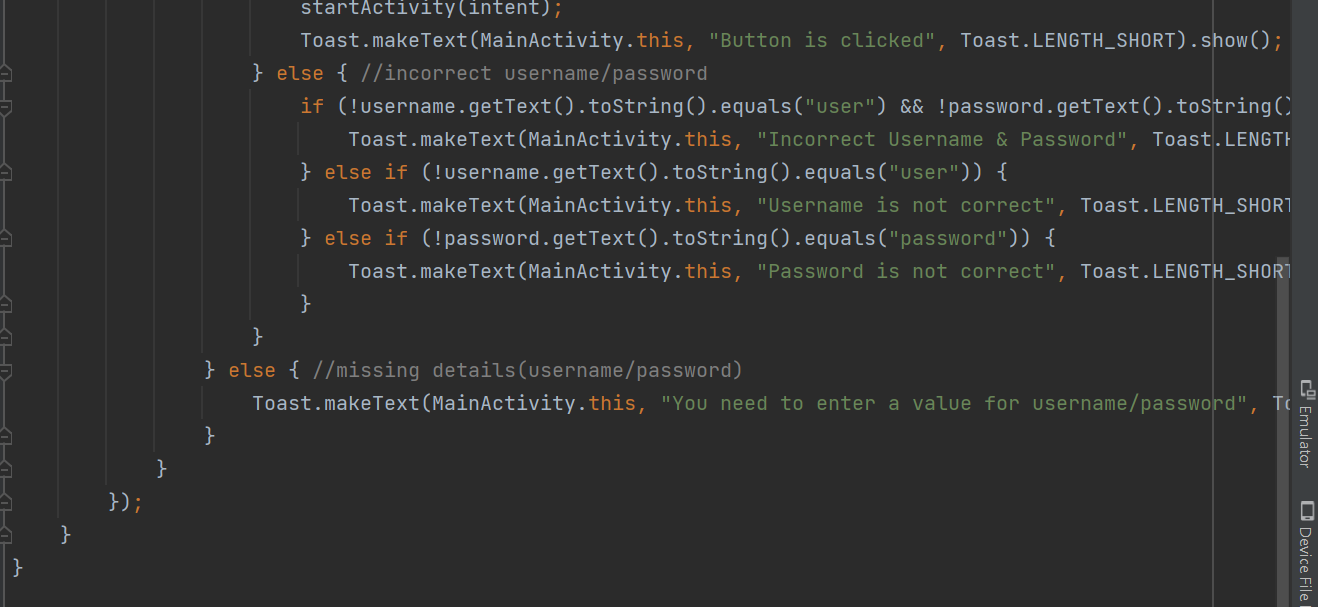 startActivity(intent);
Toast.makeText(MainActivity.this, "Button is clicked", Toast.LENGTH_SHORT).show();
} else { //incorrect username/password
if (!username.getText().toString().equals("user") && !password.getText().toString()
Toast.makeText(MainActivity.this, "Incorrect Username & Password", Toast.LENGTH
} else if (!username.getText().toString().equals("user")) {
Toast.makeText(MainActivity.this, "Username is not correct", Toast.LENGTH_SHORT
} else if (!password.getText().toString().equals("password")) {
Toast.makeText(MainActivity.this, "Password is not correct", Toast.LENGTH_SHORT
}
}
} else { //missing details(username/password)
Toast.makeText(MainActivity.this, "You need to enter a value for username/password", To
}
}
});
}
}
Emulator
Device File